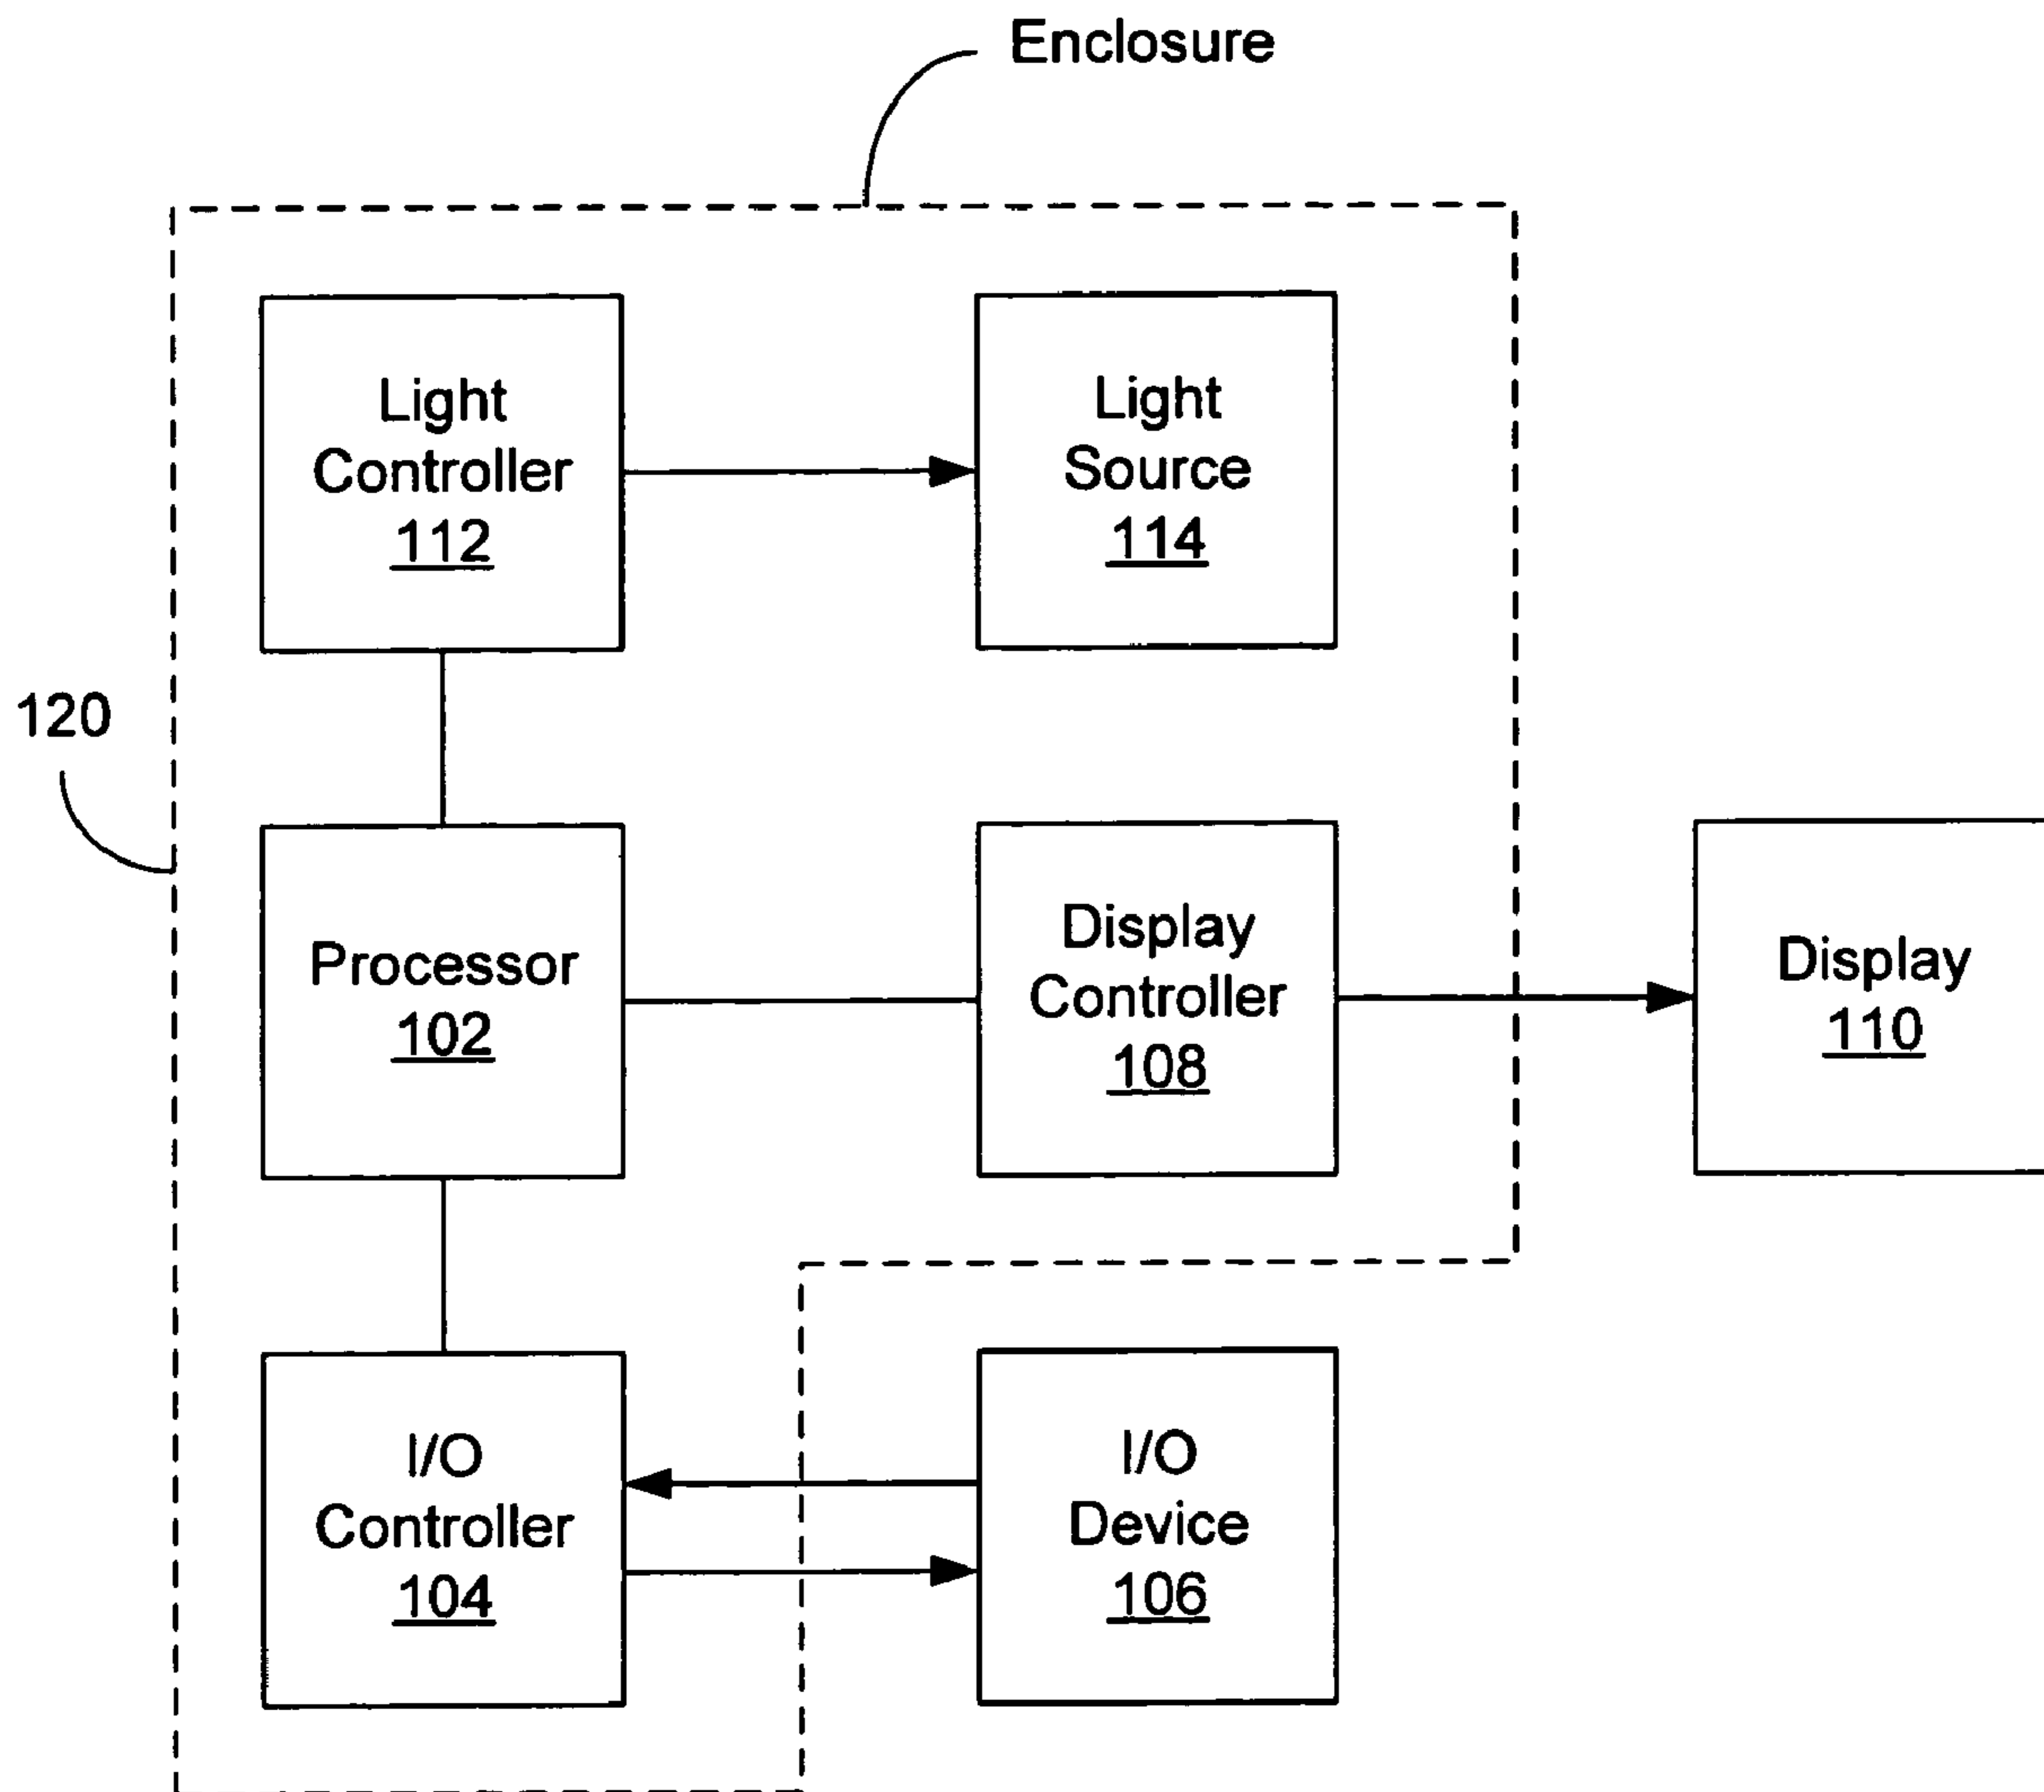 Enclosure
Light
Controller
112
Light
Source
114
120
Processor
102
Display
Controller
108
Display
110
I/O
Controller
104
I/O
Device
106